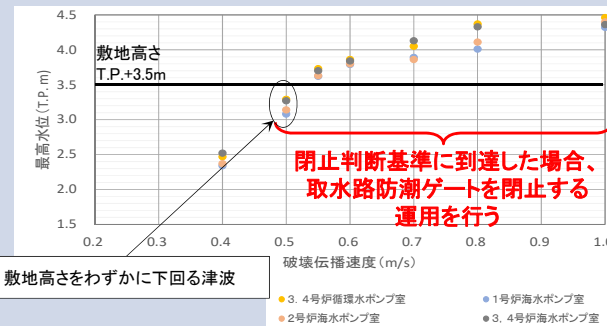 最高水位(T.P. m)
4.5
4.0
3.5
3.0
2.5
2.0
1.5
敷地高さ
T.P.+3.5m
閉止判断基準に到達した場合、
取水路防潮ゲートを閉止する
運用を行う
0.2 0.3 0.4 0.5 0.6 0.7 0.8 0.9 1.0
破壊伝播速度(m/s)
敷地高さをわずかに下回る津波
3．4号炉循環水ポンプ室 1号炉海水ポンプ室
2号炉海水ポンプ室 3．4号炉海水ポンプ室